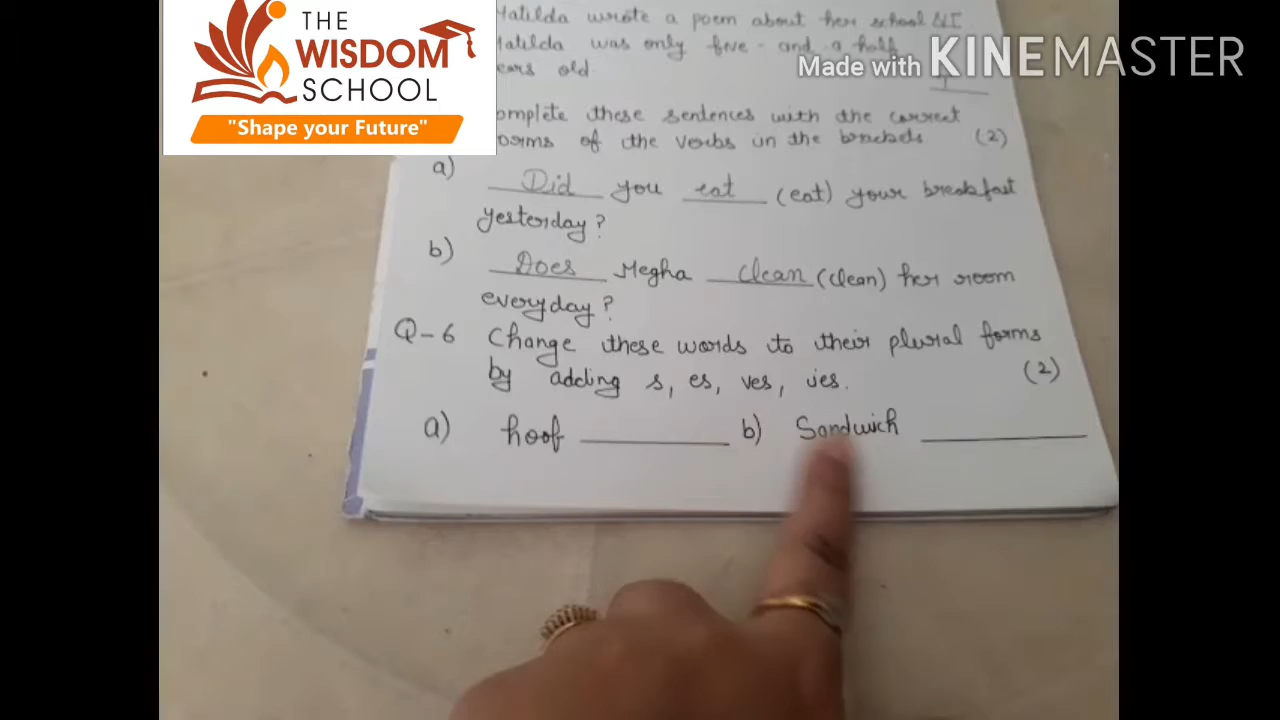 THE
WISDOM
SCHOOL
"Shape your Future"
Made with KINEMASTER
Matilda wrote a poem about her school
Matilda was only five - and a half
old.
these sentences with the correct
of the verbs in the brackets (2)
a) Did you eat (eat) your breakfast
yesterday?
b) Does Megha clean (clean) her room
everyday?
Q-6 Change these words to their plural forms
by adding s, es, ves, ies. (2)
a) hoof ________ b) Sandwich ________